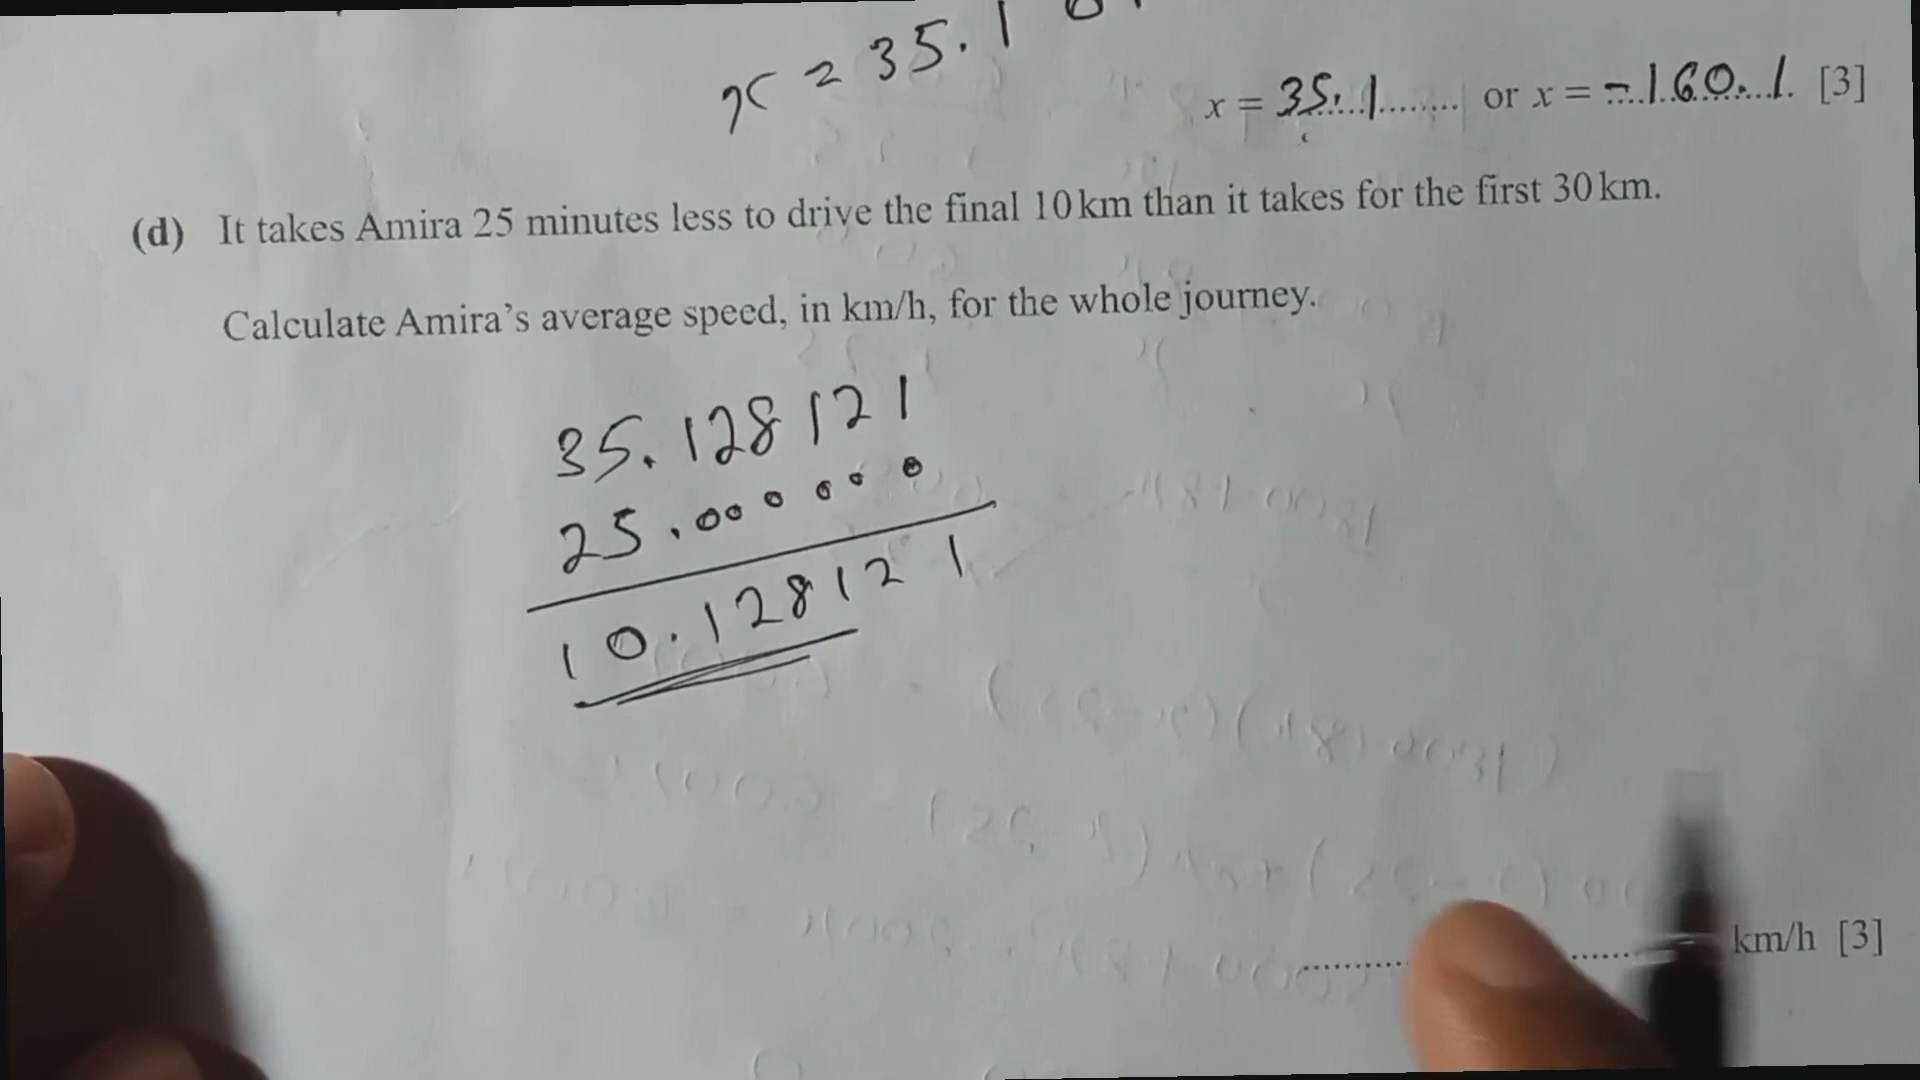 x = 35.1
x = 35.1 or x = -160.1 [3]
(d) It takes Amira 25 minutes less to drive the final 10 km than it takes for the first 30 km.
Calculate Amira's average speed, in km/h, for the whole journey.
35.128121
25.000000
10.128121
km/h [3]